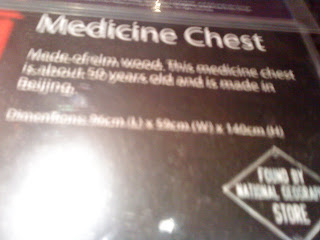 Medicine Chest
Made of elm wood. This medicine chest
is about 50 years old and is made in
Beijing.
Dimentions: 96cm (L) x 59cm (W) x 140cm (H)
FOUND BY
NATIONAL GEOGRAPHIC
STORE